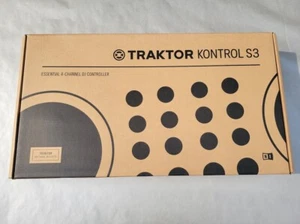 TRAKTOR KONTROL S3
ESSENTIAL 4-CHANNEL DJ CONTROLLER